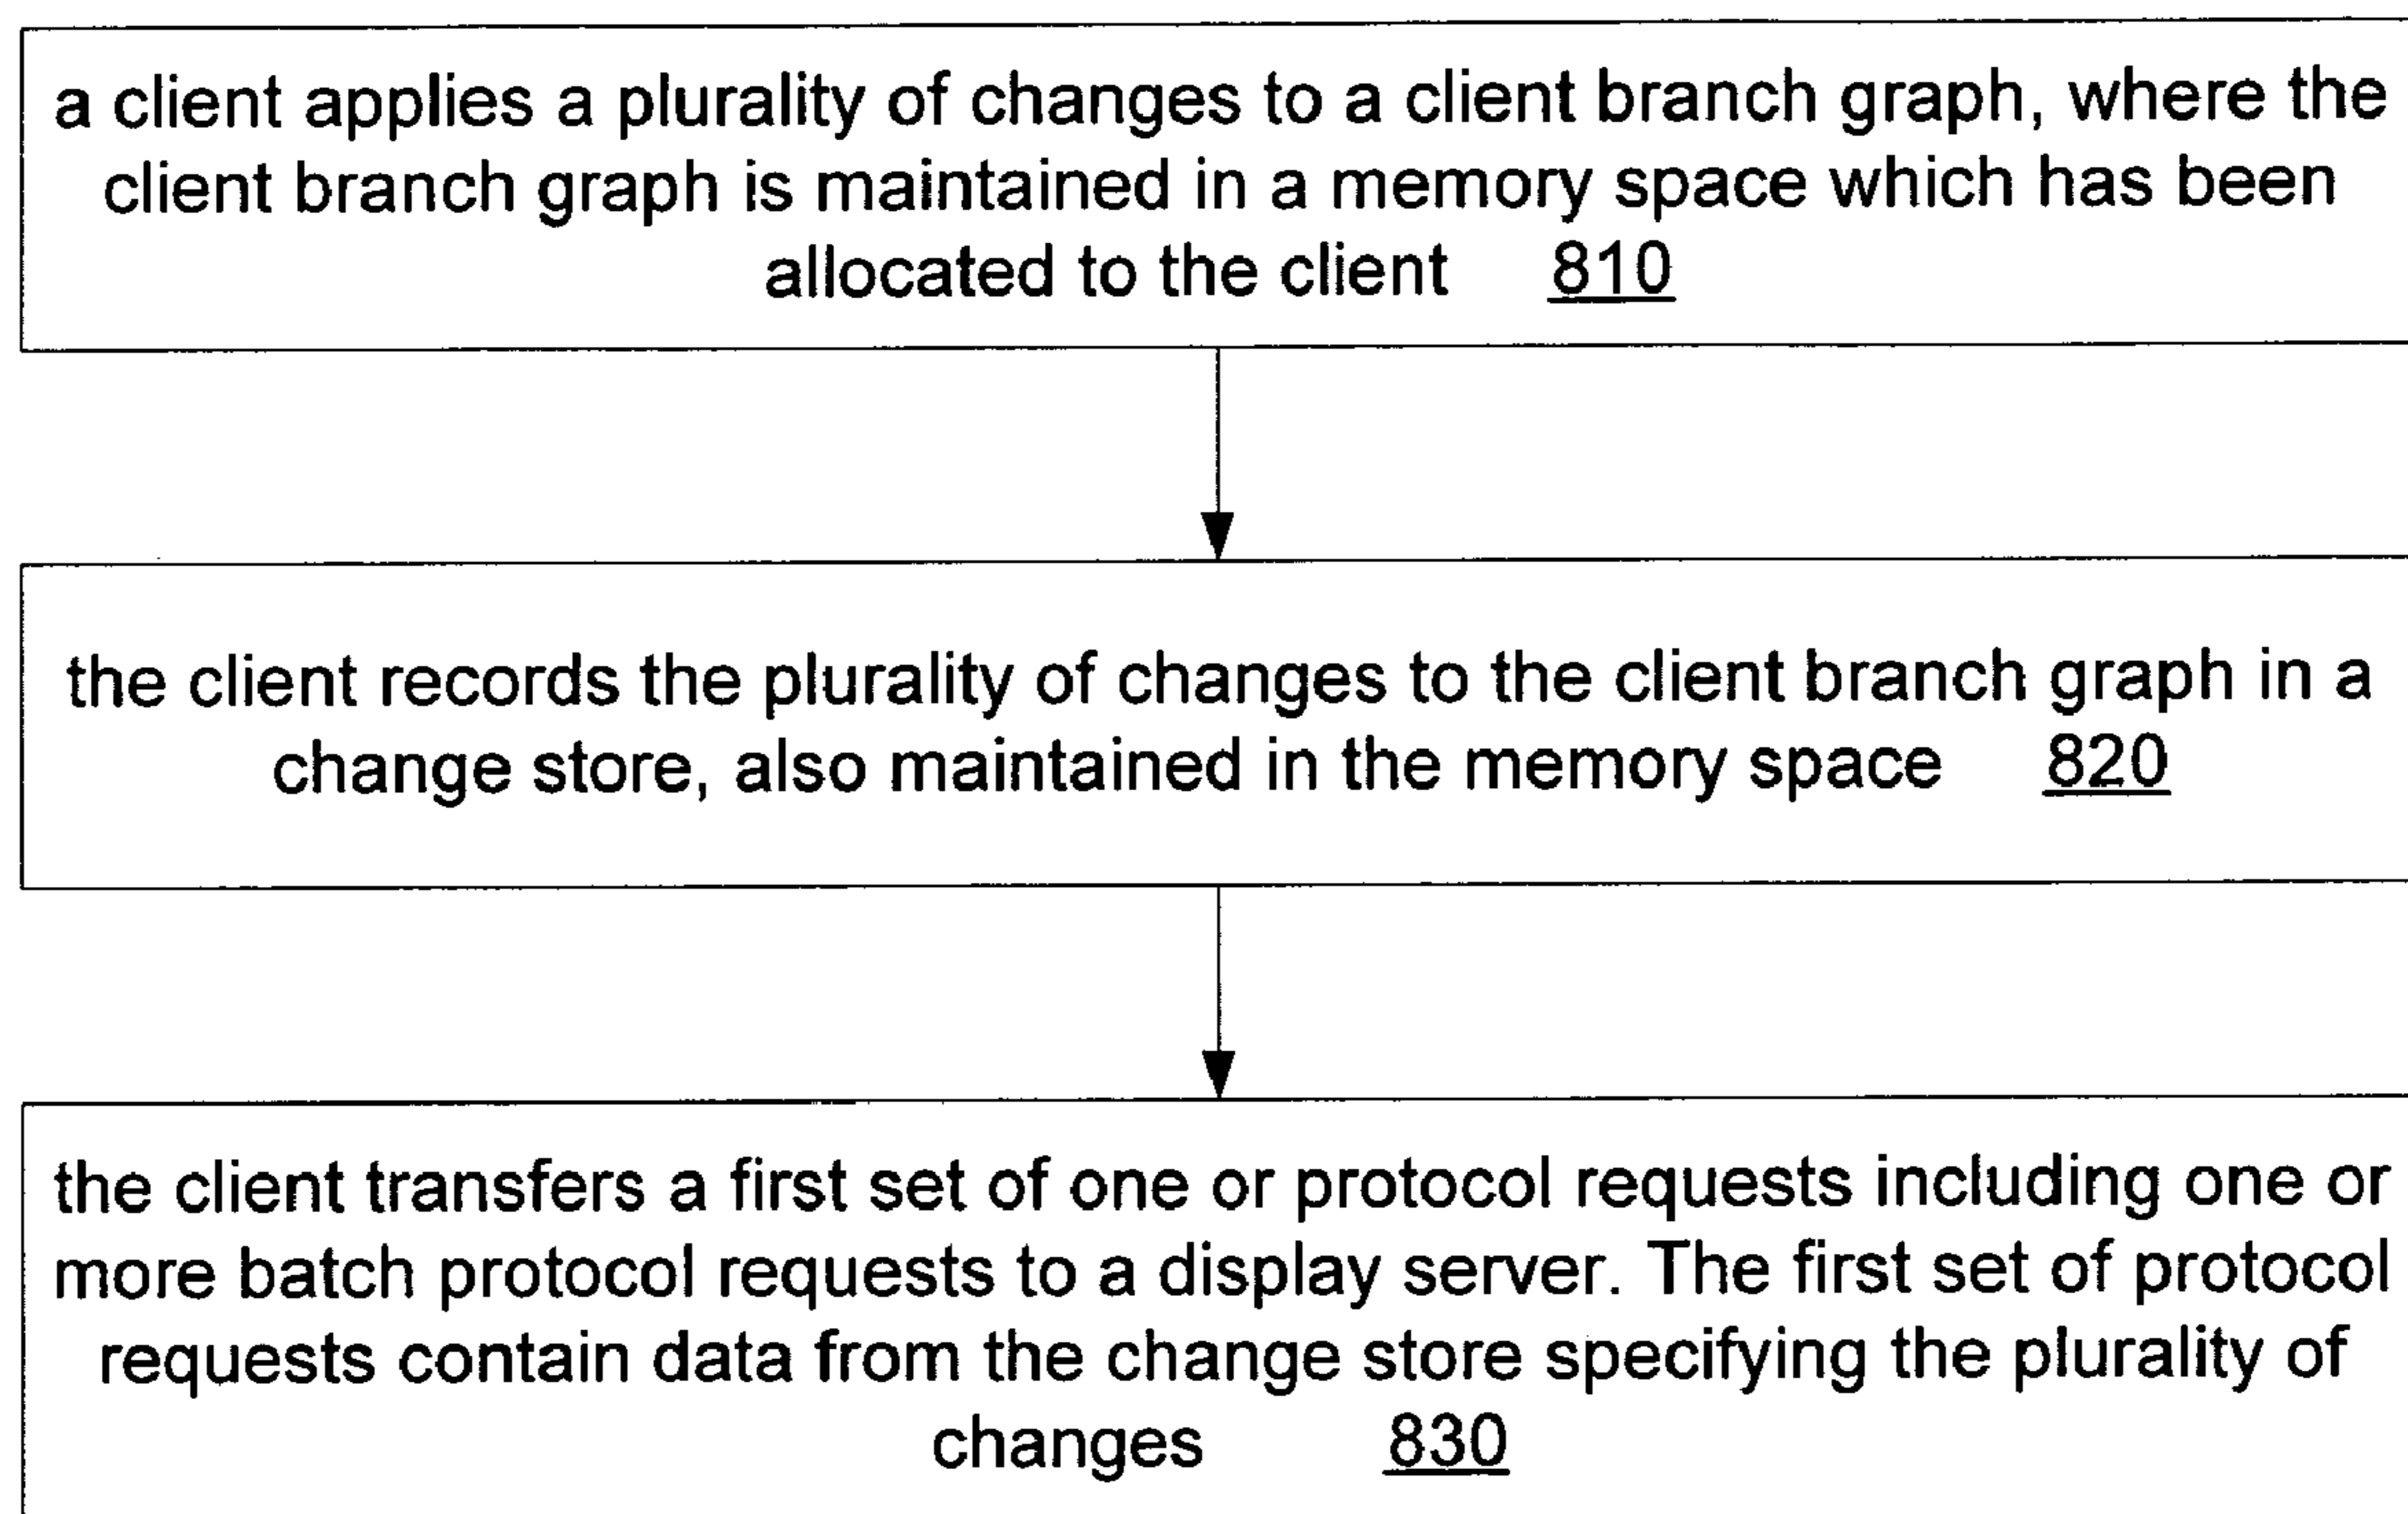 a client applies a plurality of changes to a client branch graph, where the
client branch graph is maintained in a memory space which has been
allocated to the client 810
the client records the plurality of changes to the client branch graph in a
change store, also maintained in the memory space 820
the client transfers a first set of one or protocol requests including one or
more batch protocol requests to a display server. The first set of protocol
requests contain data from the change store specifying the plurality of
changes 830